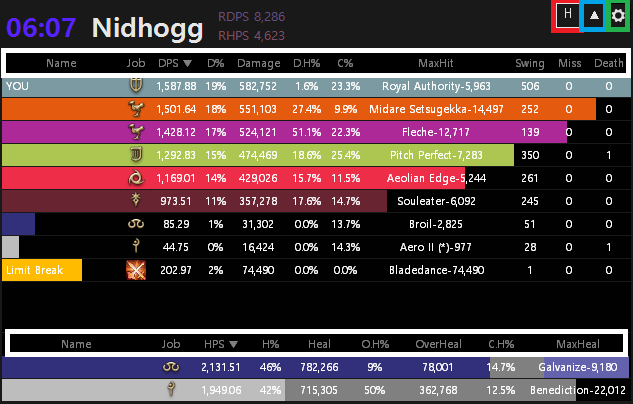 06:07 Nidhogg RDPS 8,286 H ▲
RHPS 4,623
Name Job DPS ▼ D% Damage D.H% C% MaxHit Swing Miss Death
YOU 1,587.88 19% 582,752 1.6% 23.3% Royal Authority-5,963 506 0 0
1,501.64 18% 551,103 27.4% 9.9% Midare Setsugekka-14,497 252 0 0
1,428.12 17% 524,121 51.1% 22.3% Fleche-12,717 139 0 0
1,292.83 15% 474,469 18.6% 25.4% Pitch Perfect-7,283 350 0 1
1,169.01 14% 429,026 15.7% 11.5% Aeolian Edge-5,244 261 0 0
973.51 11% 357,278 17.6% 14.7% Souleater-6,092 245 0 0
85.29 1% 31,302 0.0% 13.7% Broil-2,825 51 0 0
44.75 0% 16,424 0.0% 14.3% Aero II (*)-977 28 0 1
Limit Break 202.97 2% 74,490 0.0% 0.0% Bladedance-74,490 1 0 0
Name Job HPS ▼ H% Heal O.H% OverHeal C.H% MaxHeal
2,131.51 46% 782,266 9% 78,001 14.7% Galvanize-9,180
1,949.06 42% 715,305 50% 362,768 12.5% Benediction-22,012